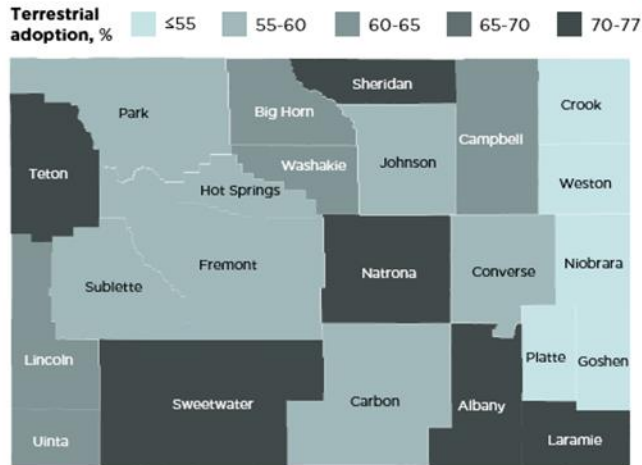 Terrestrial
adoption, %
≤55
55-60
60-65
65-70
70-77
Sheridan
Crook
Park
Big Horn
Campbell
Johnson
Washakie
Teton
Weston
Hot Springs
Fremont
Natrona
Converse
Niobrara
Sublette
Lincoln
Platte
Goshen
Sweetwater
Carbon
Albany
Uinta
Laramie